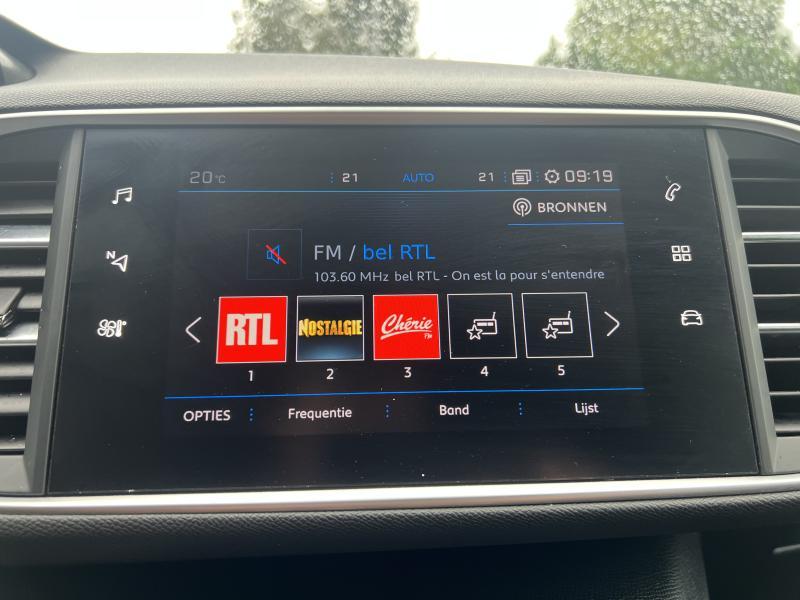 20°C 21 AUTO 21 09:19
BRONNEN
N
FM / bel RTL
103.60 MHz bel RTL - On est la pour s'entendre
RTL NOSTALGIE Chérie FM
1 2 3 4 5
OPTIES Frequentie Band Lijst